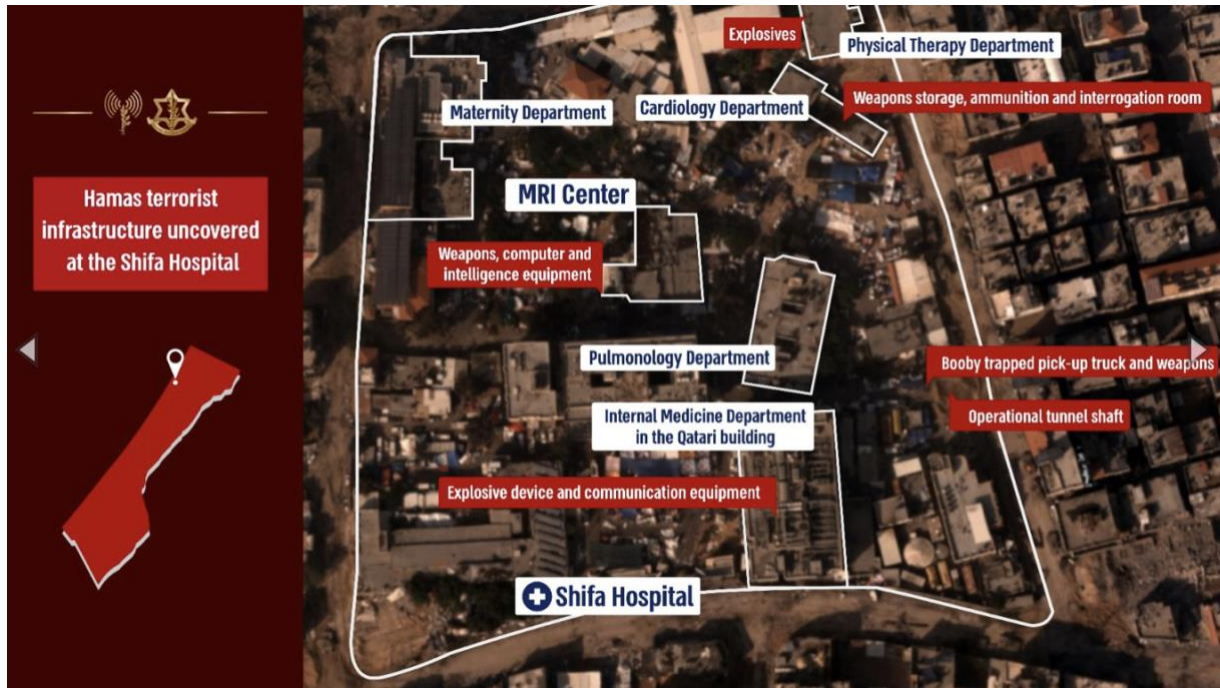 Hamas terrorist
infrastructure uncovered
at the Shifa Hospital
Explosives
Physical Therapy Department
Maternity Department
Cardiology Department
Weapons storage, ammunition and interrogation room
MRI Center
Weapons, computer and
intelligence equipment
Pulmonology Department
Booby trapped pick-up truck and weapons
Internal Medicine Department
in the Qatari building
Operational tunnel shaft
Explosive device and communication equipment
Shifa Hospital